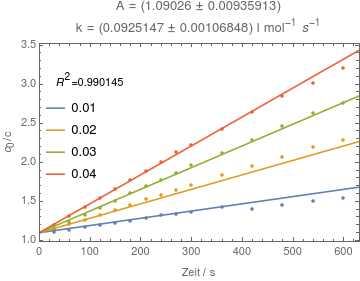 A = (1.09026 ± 0.00935913)
k = (0.0925147 ± 0.00106848) l mol⁻¹ s⁻¹
R²=0.990145
0.01
0.02
0.03
0.04
c₀/c
3.5
3.0
2.5
2.0
1.5
1.0
0 100 200 300 400 500 600
Zeit / s